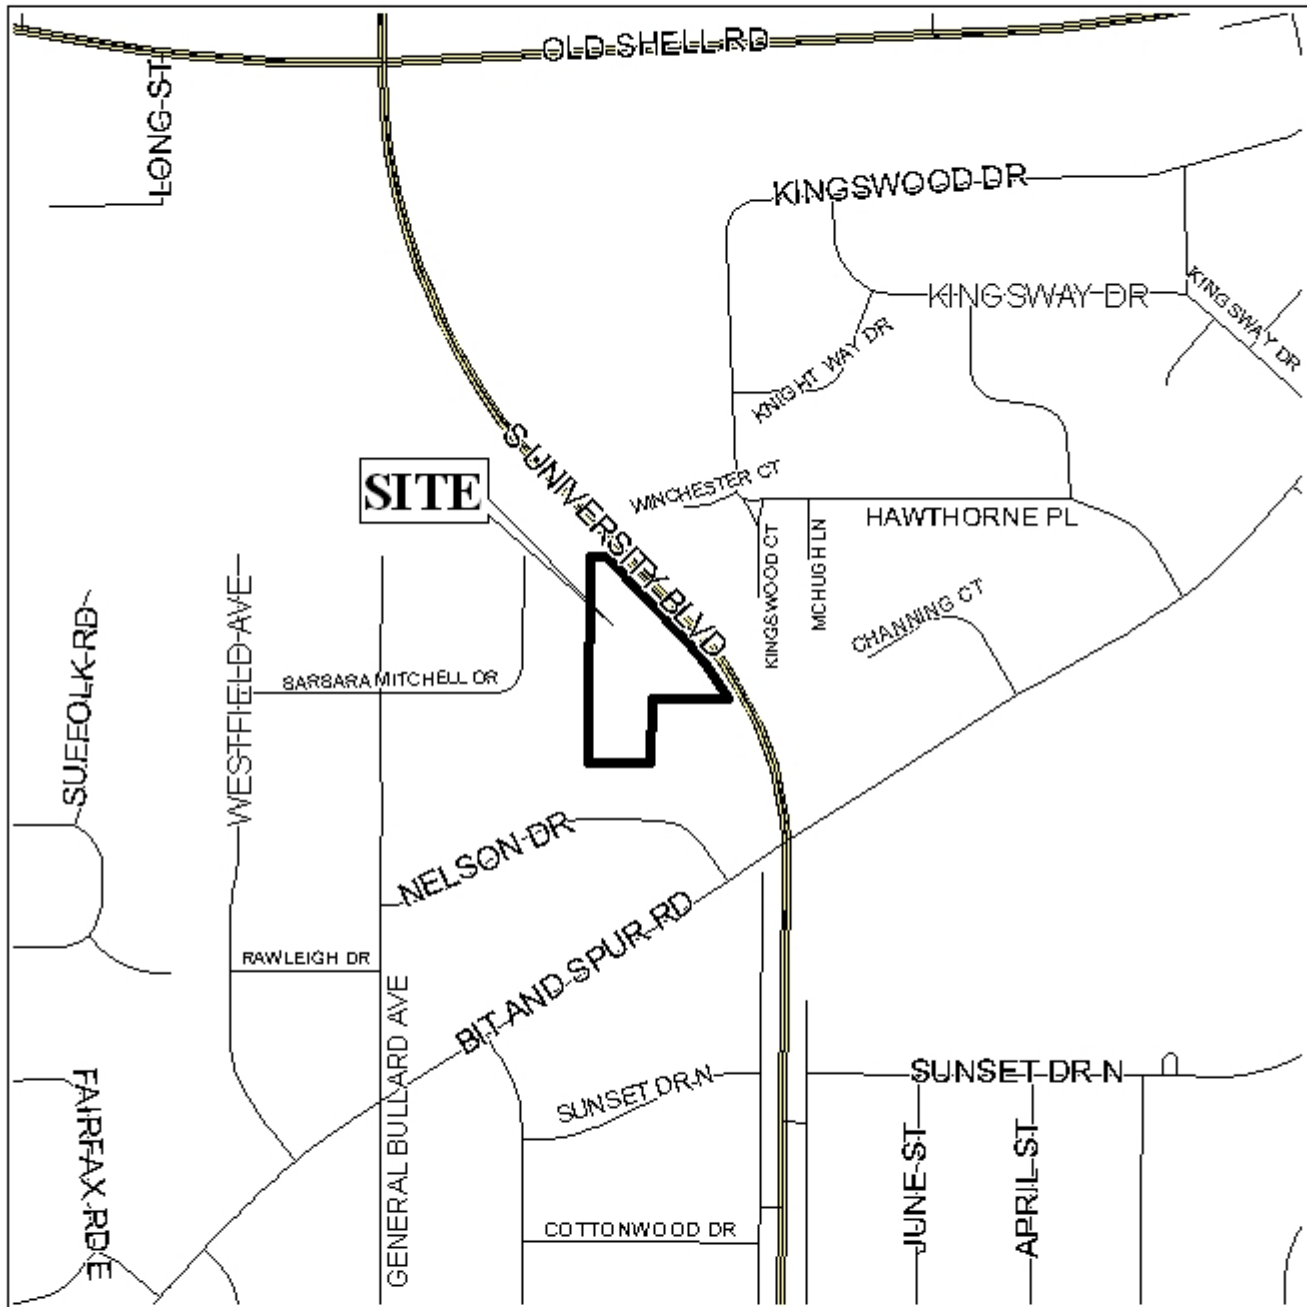 OLD SHELL RD
LONG ST
KINGSWOOD DR
KINGSWAY DR
KINGSWAY DR
KNIGHT WAY DR
S UNIVERSITY BLVD
SITE
WINCHESTER CT
HAWTHORNE PL
KINGSWOOD CT
MCHUGH LN
CHANNING CT
SUFFOLK RD
WESTFIELD AVE
BARBARA MITCHELL DR
NELSON DR
BIT AND SPUR RD
RAWLEIGH DR
GENERAL BULLARD AVE
FAIRFAX RD E
SUNSET DR N
SUNSET DR N
JUNE ST
APRIL ST
COTTONWOOD DR